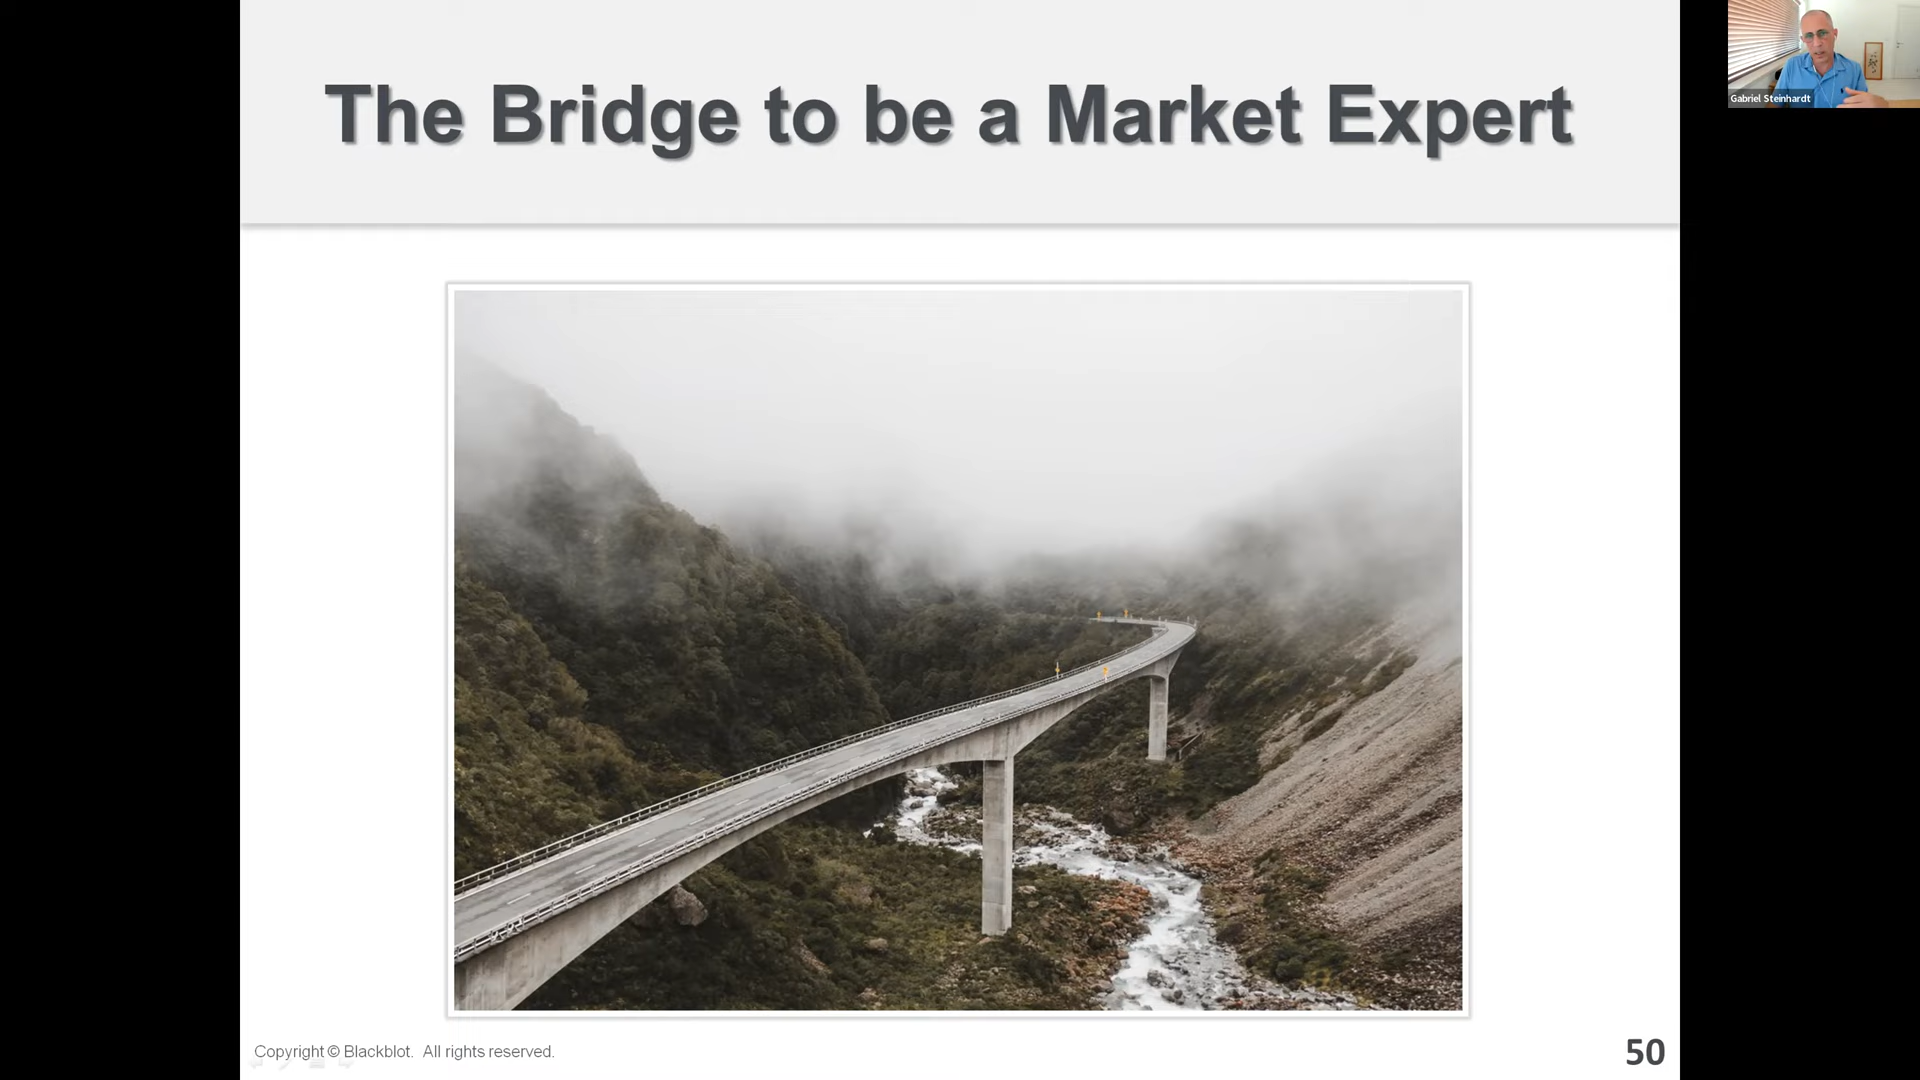 The Bridge to be a Market Expert
Gabriel Steinhardt
Copyright © Blackblot. All rights reserved.
50